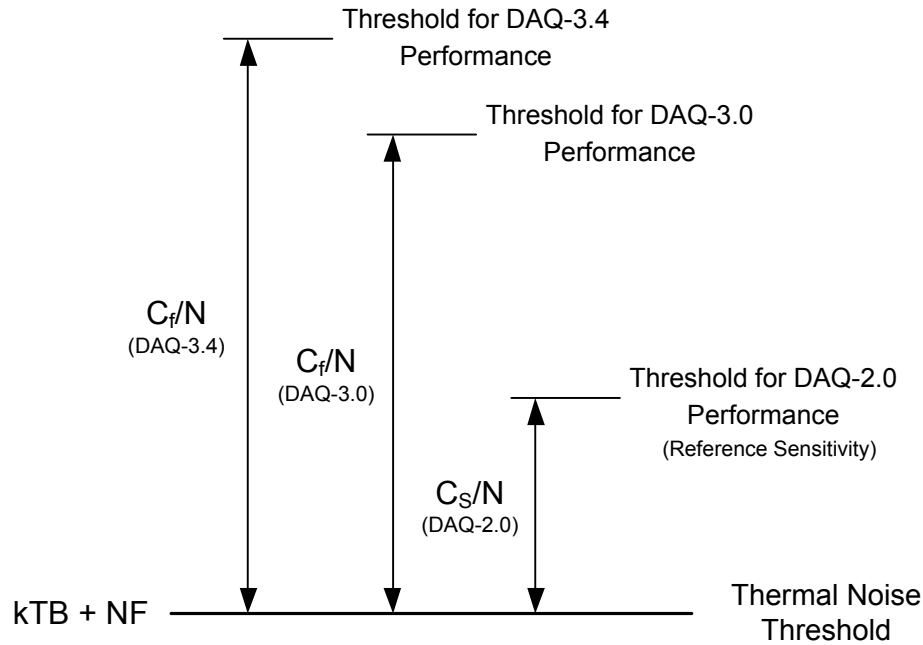 Threshold for DAQ-3.4
Performance
Threshold for DAQ-3.0
Performance
Cf/N
(DAQ-3.4)
Cf/N
(DAQ-3.0)
Threshold for DAQ-2.0
Performance
(Reference Sensitivity)
CS/N
(DAQ-2.0)
kTB + NF
Thermal Noise
Threshold